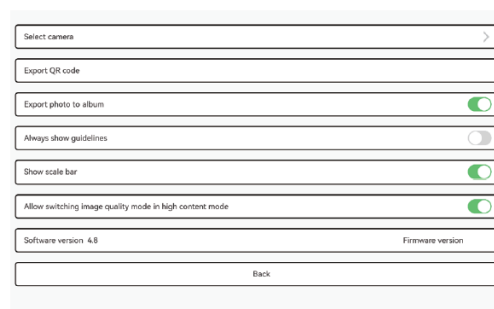 Select camera
Export QR code
Export photo to album
Always show guidelines
Show scale bar
Allow switching image quality mode in high content mode
Software version 4.8 Firmware version
Back